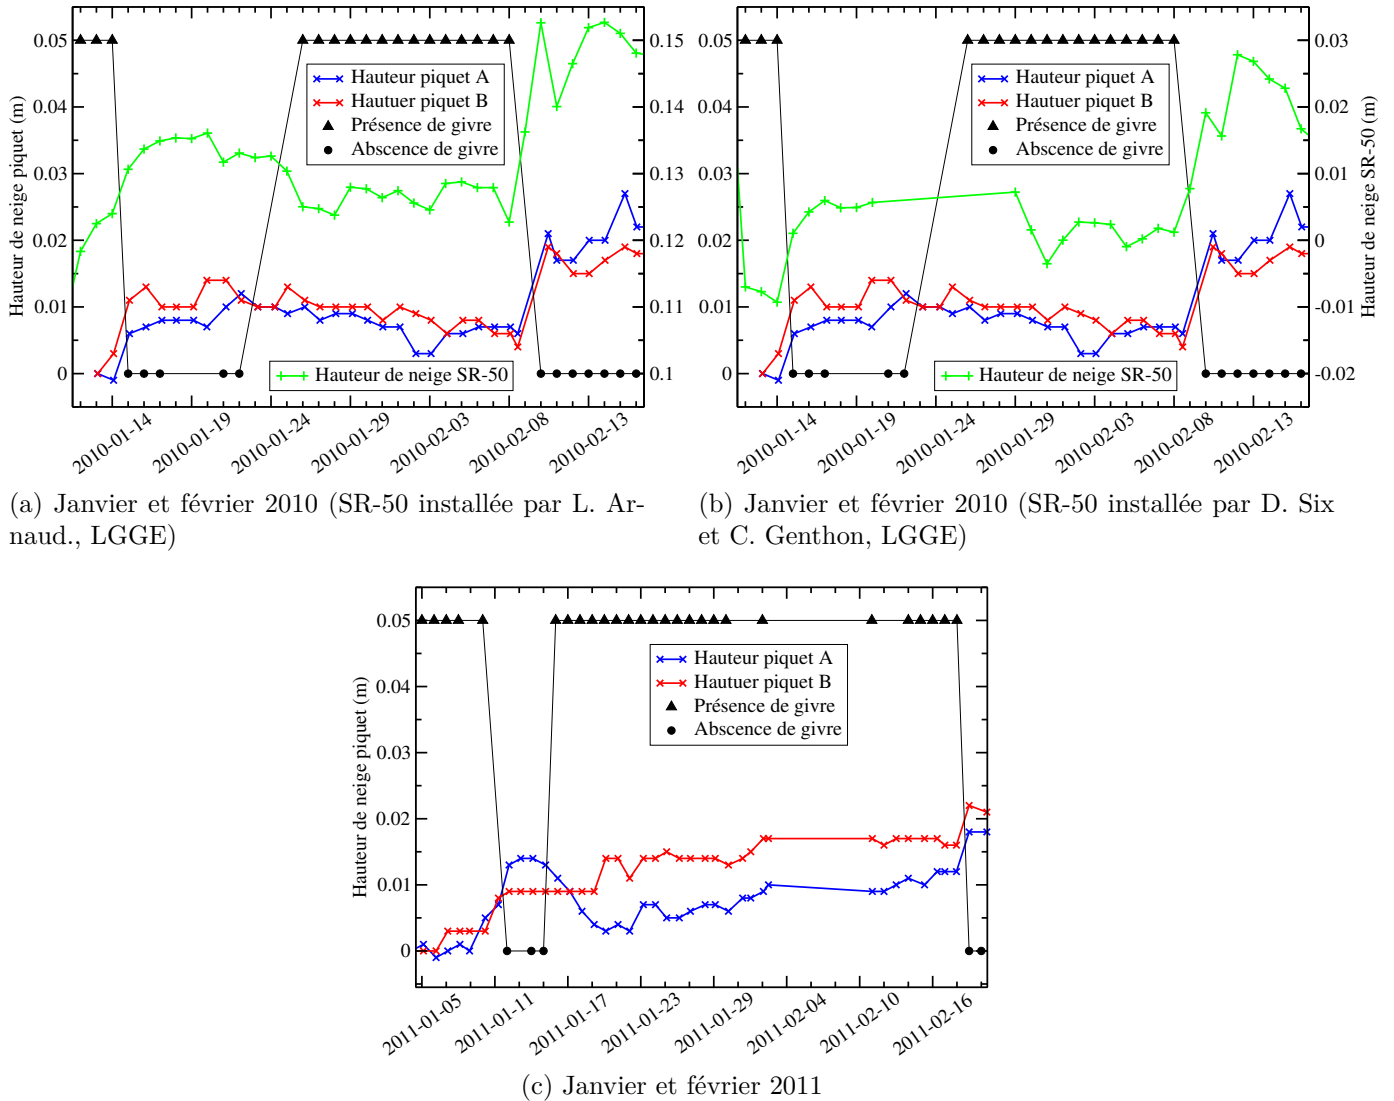 Hauteur de neige piquet (m)
0.05
0.04
0.03
0.02
0.01
0
Hauteur piquet A
Hautuer piquet B
Présence de givre
Abscence de givre
Hauteur de neige SR-50
0.15
0.14
0.13
0.12
0.11
0.1
2010-01-14
2010-01-19
2010-01-24
2010-01-29
2010-02-03
2010-02-08
2010-02-13
(a) Janvier et février 2010 (SR-50 installée par L. Ar-
naud., LGGE)
0.05
0.04
0.03
0.02
0.01
0
Hauteur piquet A
Hautuer piquet B
Présence de givre
Abscence de givre
Hauteur de neige SR-50
0.03
0.02
0.01
0
-0.01
-0.02
Hauteur de neige SR-50 (m)
2010-01-14
2010-01-19
2010-01-24
2010-01-29
2010-02-03
2010-02-08
2010-02-13
(b) Janvier et février 2010 (SR-50 installée par D. Six
et C. Genthon, LGGE)
Hauteur de neige piquet (m)
0.05
0.04
0.03
0.02
0.01
0
Hauteur piquet A
Hautuer piquet B
Présence de givre
Abscence de givre
2011-01-05
2011-01-11
2011-01-17
2011-01-23
2011-01-29
2011-02-04
2011-02-10
2011-02-16
(c) Janvier et février 2011